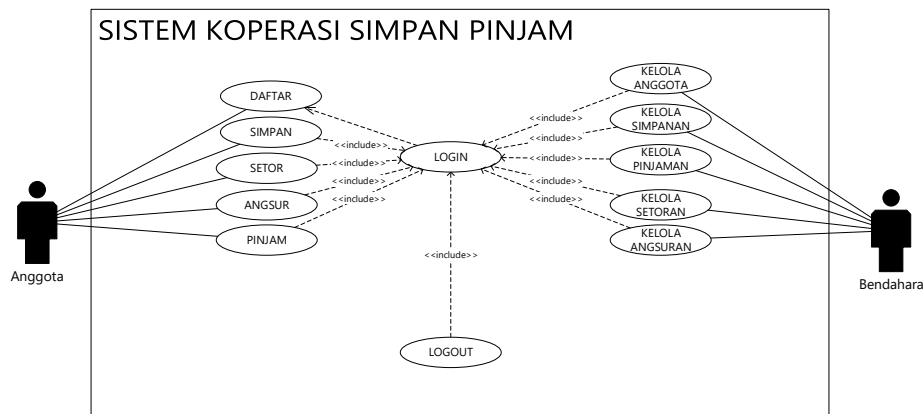 SISTEM KOPERASI SIMPAN PINJAM
DAFTAR
SIMPAN
SETOR
ANGSUR
PINJAM
<<include>>
<<include>>
<<include>>
<<include>>
LOGIN
<<include>>
<<include>>
<<include>>
<<include>>
<<include>>
KELOLA
ANGGOTA
KELOLA
SIMPANAN
KELOLA
PINJAMAN
KELOLA
SETORAN
KELOLA
ANGSURAN
<<include>>
LOGOUT
Anggota
Bendahara